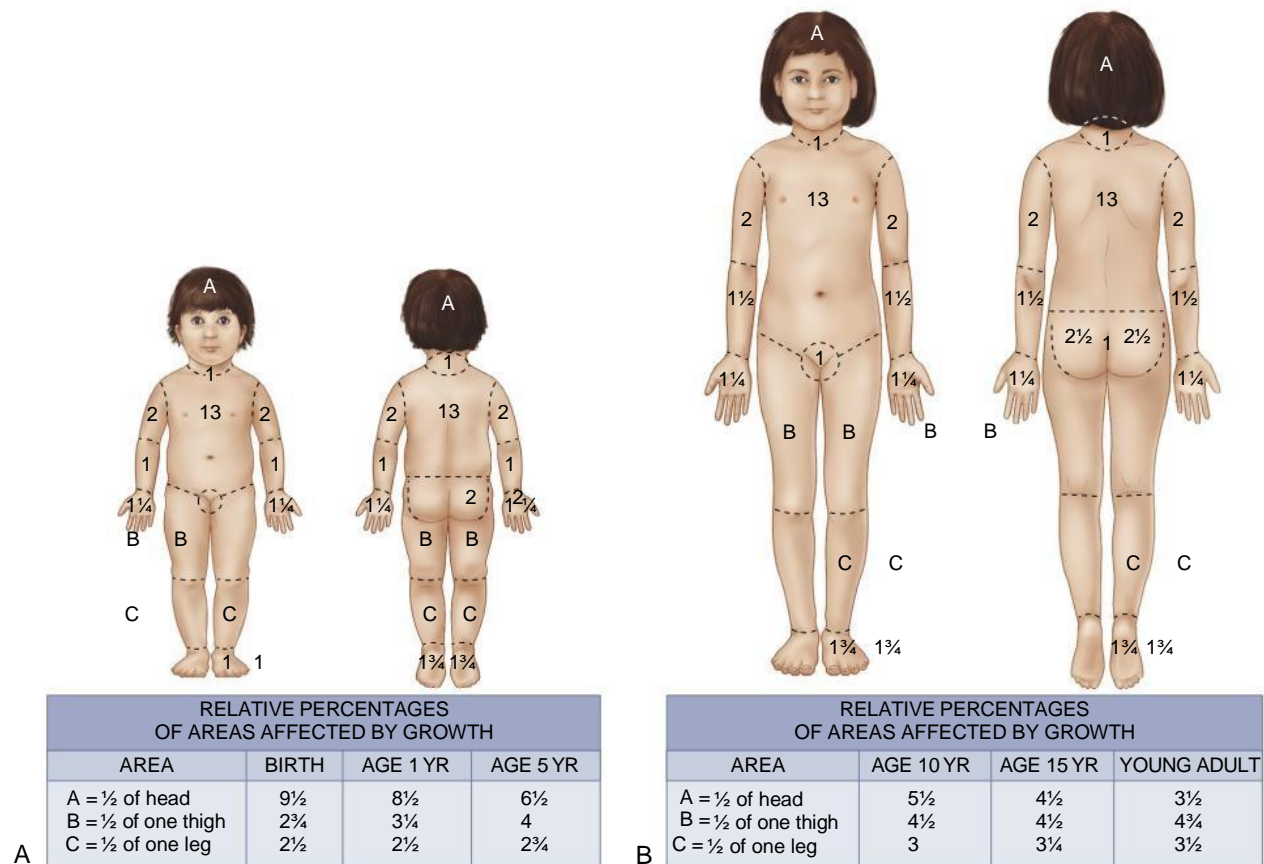 A
A
1
1
2
13
2
2
13
2
1
1
1
1
2
2
1¼
1¼
1¼
1¼
B
B
B
B
C
C
C
C
1
1
1¾
1¾
RELATIVE PERCENTAGES
OF AREAS AFFECTED BY GROWTH
AREA BIRTH AGE 1 YR AGE 5 YR
A = ½ of head 9½ 8½ 6½
B = ½ of one thigh 2¾ 3¼ 4
C = ½ of one leg 2½ 2½ 2¾
A
A
A
1
1
13
13
2
2
2
2
1½
1½
1½
1½
2½
1
2½
1
1¼
1¼
1¼
1¼
B
B
B
B
C
C
C
C
1¾
1¾
1¾
1¾
RELATIVE PERCENTAGES
OF AREAS AFFECTED BY GROWTH
AREA AGE 10 YR AGE 15 YR YOUNG ADULT
A = ½ of head 5½ 4½ 3½
B = ½ of one thigh 4½ 4½ 4¾
C = ½ of one leg 3 3¼ 3½
B